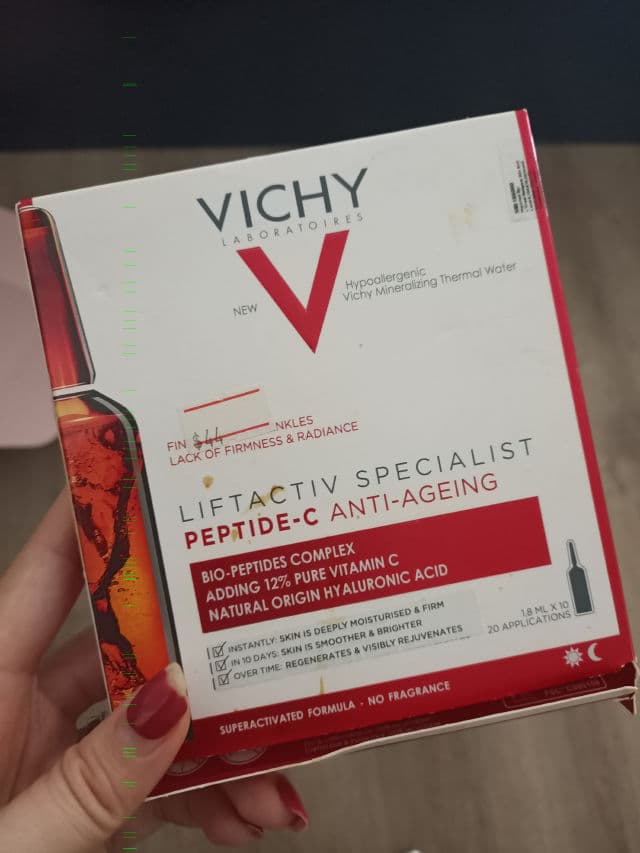 VICHY
LABORATOIRES
NEW
Hypoallergenic
Vichy Mineralizing Thermal Water
$44
FIN NKLES
LACK OF FIRMNESS & RADIANCE
LIFTACTIV SPECIALIST
PEPTIDE-C ANTI-AGEING
BIO-PEPTIDES COMPLEX
ADDING 12% PURE VITAMIN C
NATURAL ORIGIN HYALURONIC ACID
INSTANTLY: SKIN IS DEEPLY MOISTURISED & FIRM
IN 10 DAYS: SKIN IS SMOOTHER & BRIGHTER
OVER TIME: REGENERATES & VISIBLY REJUVENATES
1,8 ML X 10
20 APPLICATIONS
SUPERACTIVATED FORMULA - NO FRAGRANCE